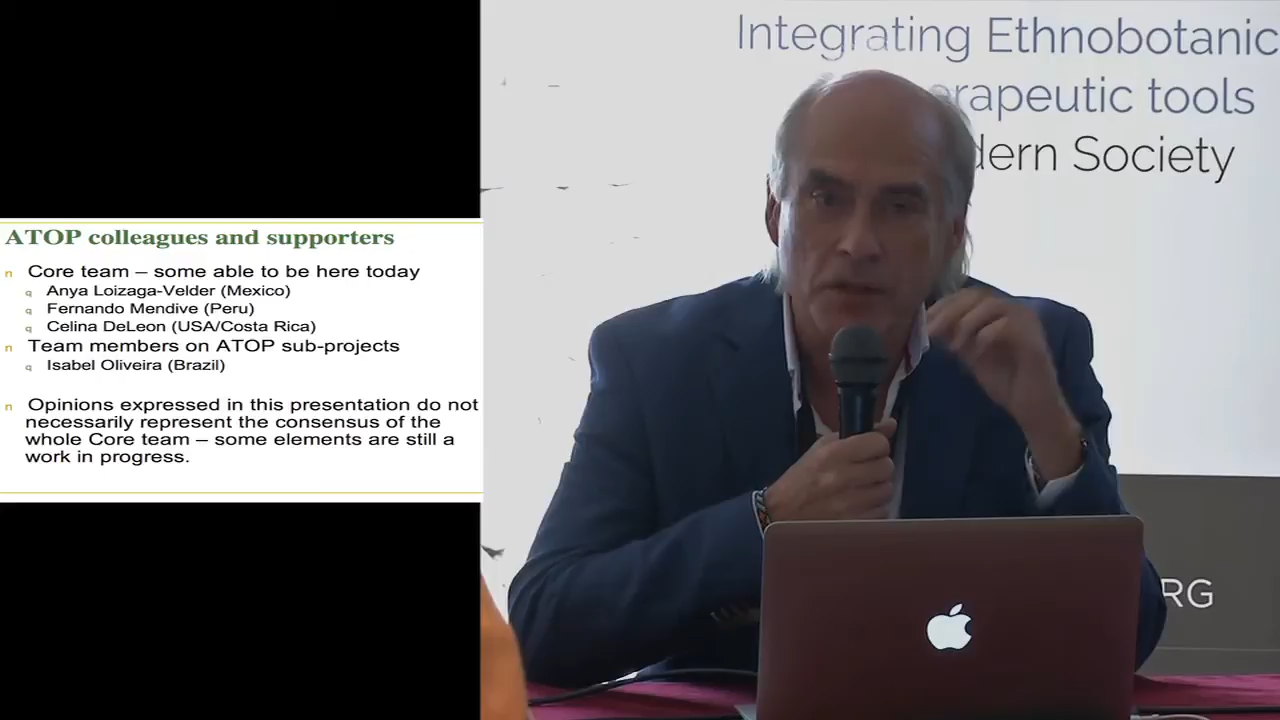 ATOP colleagues and supporters
n Core team – some able to be here today
q Anya Loizaga-Velder (Mexico)
q Fernando Mendive (Peru)
q Celina DeLeon (USA/Costa Rica)
n Team members on ATOP sub-projects
q Isabel Oliveira (Brazil)
n Opinions expressed in this presentation do not
necessarily represent the consensus of the
whole Core team – some elements are still a
work in progress.
Integrating Ethnobotanic
erapeutic tools
dern Society
RG